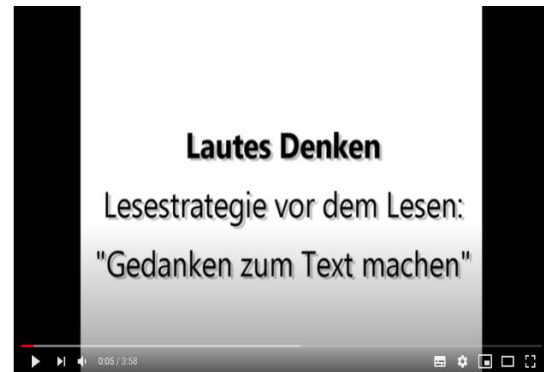 Lautes Denken
Lesestrategie vor dem Lesen:
"Gedanken zum Text machen"
0:05 / 3:58